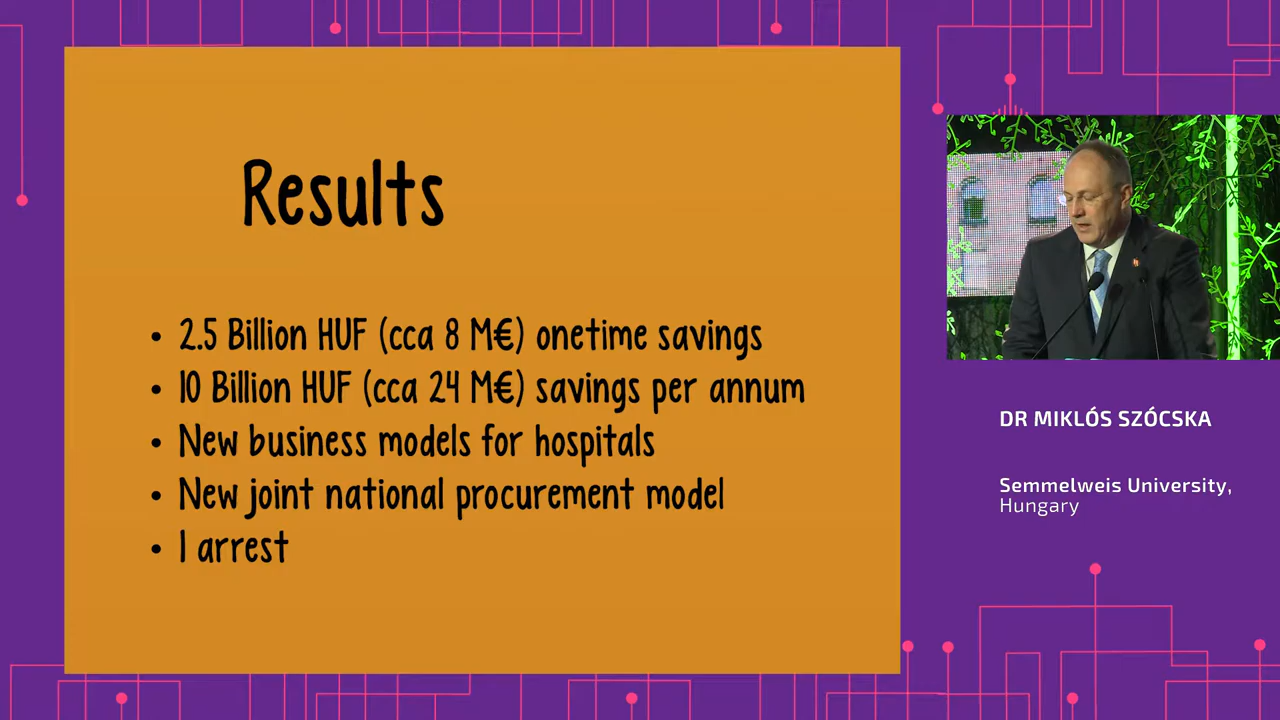 Results
• 2.5 Billion HUF (cca 8 M€) onetime savings
• 10 Billion HUF (cca 24 M€) savings per annum
• New business models for hospitals
• New joint national procurement model
• 1 arrest
DR MIKLÓS SZÓCSKA
Semmelweis University,
Hungary